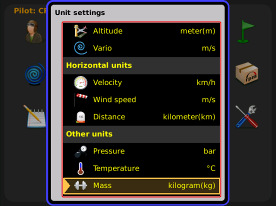 Pilot:
Unit settings
Altitude meter(m)
Vario m/s
Horizontal units
Velocity km/h
Wind speed m/s
Distance kilometer(km)
Other units
Pressure bar
Temperature °C
Mass kilogram(kg)